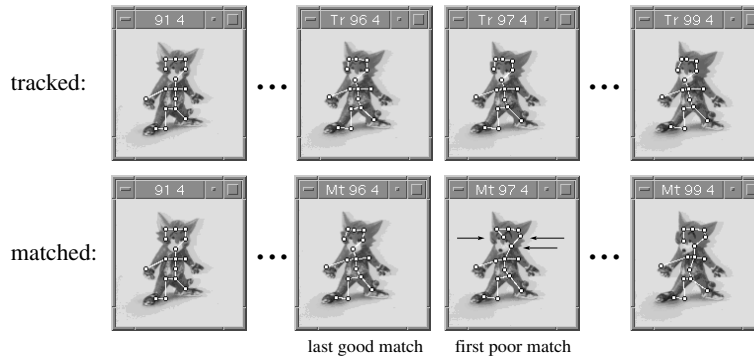 91 4 Tr 96 4 Tr 97 4 Tr 99 4
tracked: ... ...
91 4 Mt 96 4 Mt 97 4 Mt 99 4
matched: ... ...
last good match first poor match